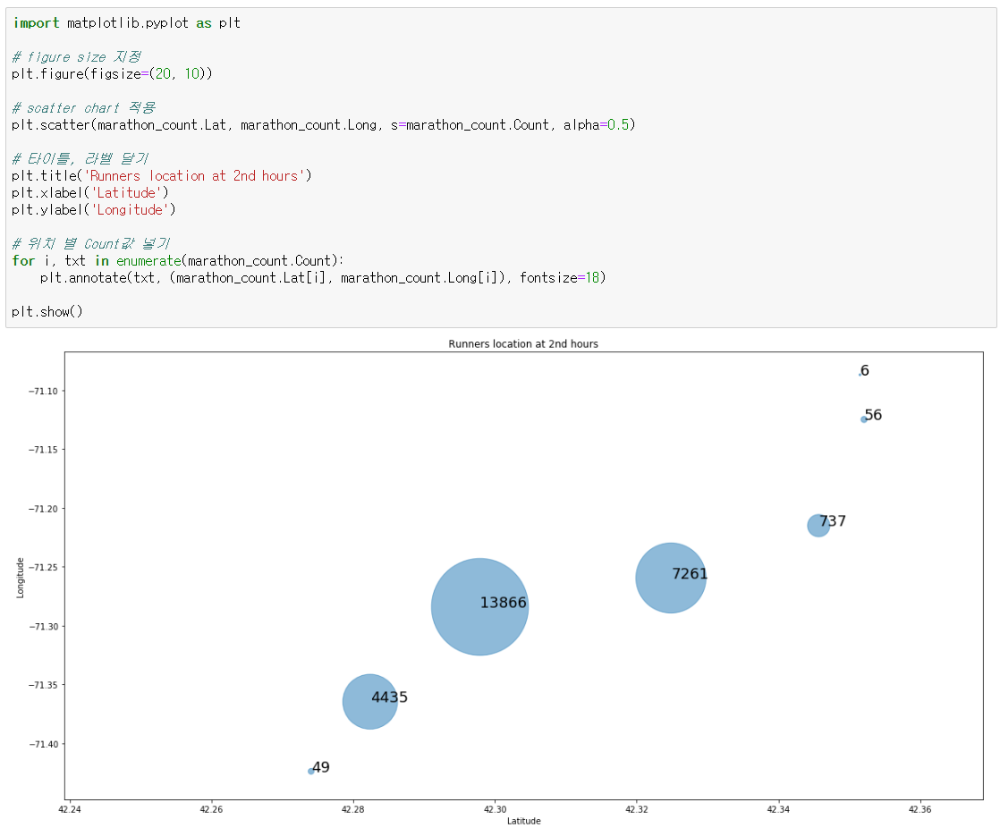 import matplotlib.pyplot as plt
# figure size 지정
plt.figure(figsize=(20, 10))
# scatter chart 적용
plt.scatter(marathon_count.Lat, marathon_count.Long, s=marathon_count.Count, alpha=0.5)
# 타이틀, 라벨 달기
plt.title('Runners location at 2nd hours')
plt.xlabel('Latitude')
plt.ylabel('Longitude')
# 위치 별 Count값 넣기
for i, txt in enumerate(marathon_count.Count):
    plt.annotate(txt, (marathon_count.Lat[i], marathon_count.Long[i]), fontsize=18)
plt.show()
Runners location at 2nd hours
6
−71.10
56
−71.15
−71.20
737
−71.25
7261
Longitude
13866
−71.30
−71.35
4435
−71.40
49
42.24 42.26 42.28 42.30 42.32 42.34 42.36
Latitude